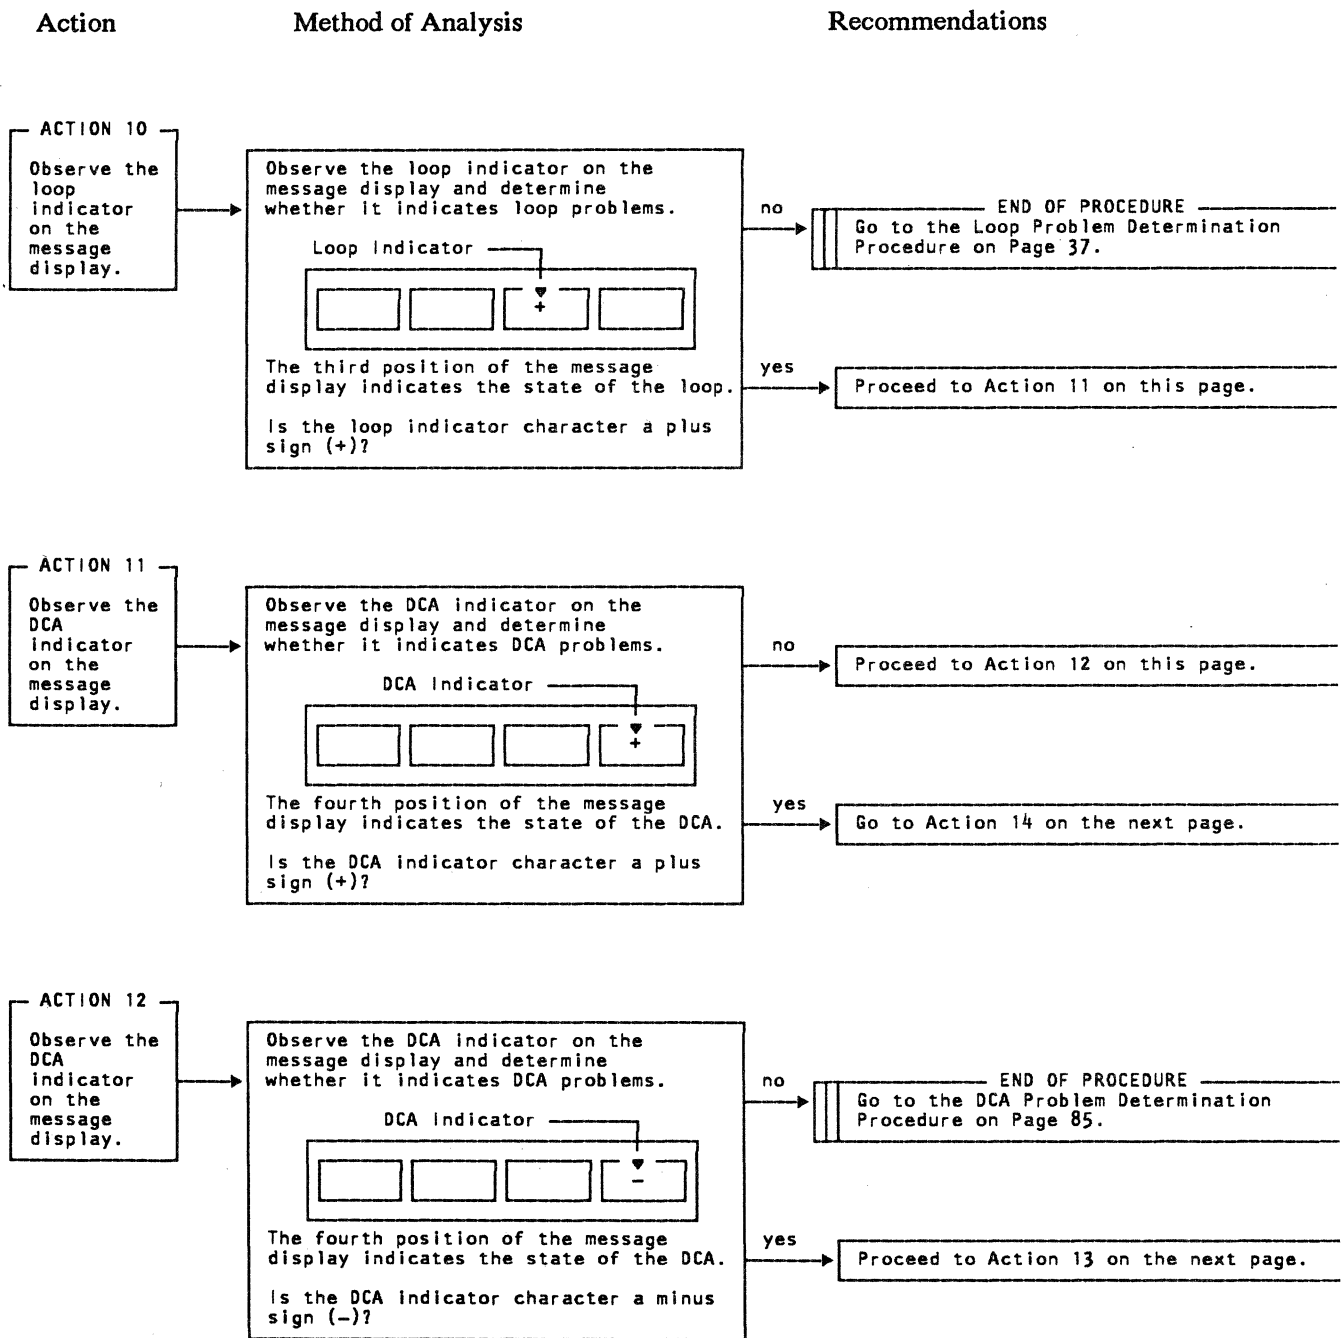 Action Method of Analysis Recommendations
ACTION 10
Observe the
loop
indicator
on the
message
display.
Observe the loop indicator on the
message display and determine
whether it indicates loop problems.
Loop Indicator
+
The third position of the message
display indicates the state of the loop.
Is the loop indicator character a plus
sign (+)?
no
END OF PROCEDURE
Go to the Loop Problem Determination
Procedure on Page 37.
yes
Proceed to Action 11 on this page.
ACTION 11
Observe the
DCA
indicator
on the
message
display.
Observe the DCA indicator on the
message display and determine
whether it indicates DCA problems.
DCA Indicator
+
The fourth position of the message
display indicates the state of the DCA.
Is the DCA indicator character a plus
sign (+)?
no
Proceed to Action 12 on this page.
yes
Go to Action 14 on the next page.
ACTION 12
Observe the
DCA
indicator
on the
message
display.
Observe the DCA indicator on the
message display and determine
whether it indicates DCA problems.
DCA Indicator
–
The fourth position of the message
display indicates the state of the DCA.
Is the DCA indicator character a minus
sign (–)?
no
END OF PROCEDURE
Go to the DCA Problem Determination
Procedure on Page 85.
yes
Proceed to Action 13 on the next page.